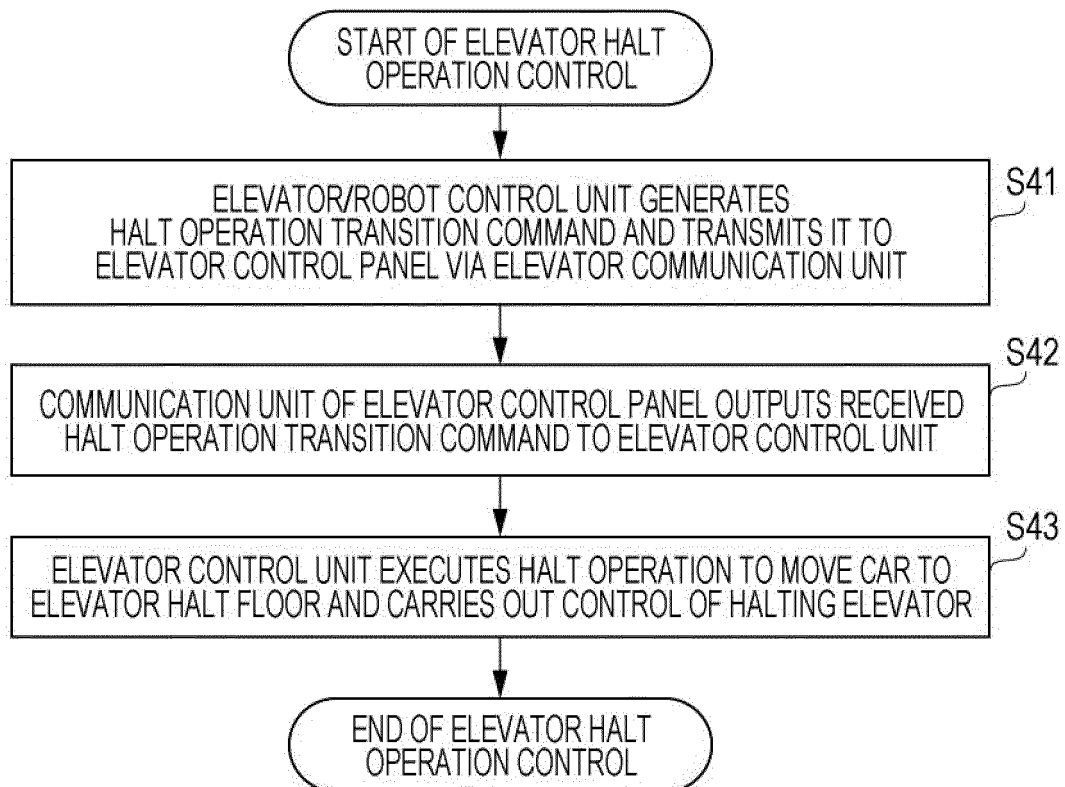 START OF ELEVATOR HALT
OPERATION CONTROL
S41
ELEVATOR/ROBOT CONTROL UNIT GENERATES
HALT OPERATION TRANSITION COMMAND AND TRANSMITS IT TO
ELEVATOR CONTROL PANEL VIA ELEVATOR COMMUNICATION UNIT
S42
COMMUNICATION UNIT OF ELEVATOR CONTROL PANEL OUTPUTS RECEIVED
HALT OPERATION TRANSITION COMMAND TO ELEVATOR CONTROL UNIT
S43
ELEVATOR CONTROL UNIT EXECUTES HALT OPERATION TO MOVE CAR TO
ELEVATOR HALT FLOOR AND CARRIES OUT CONTROL OF HALTING ELEVATOR
END OF ELEVATOR HALT
OPERATION CONTROL